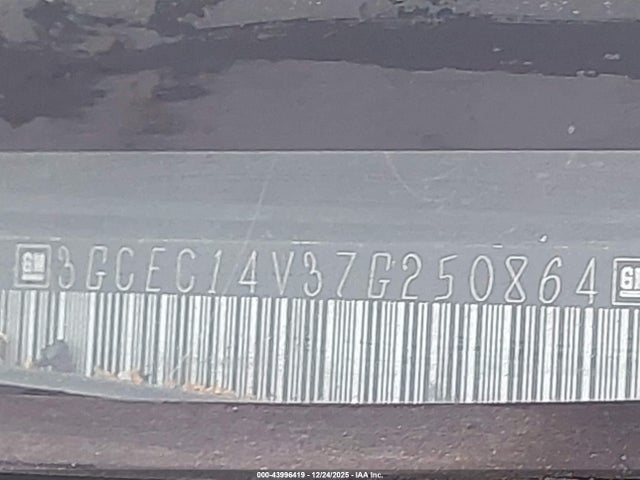 GM 3GCEC14V37G250864 GM
000-43996419 - 12/24/2025 - IAA Inc.